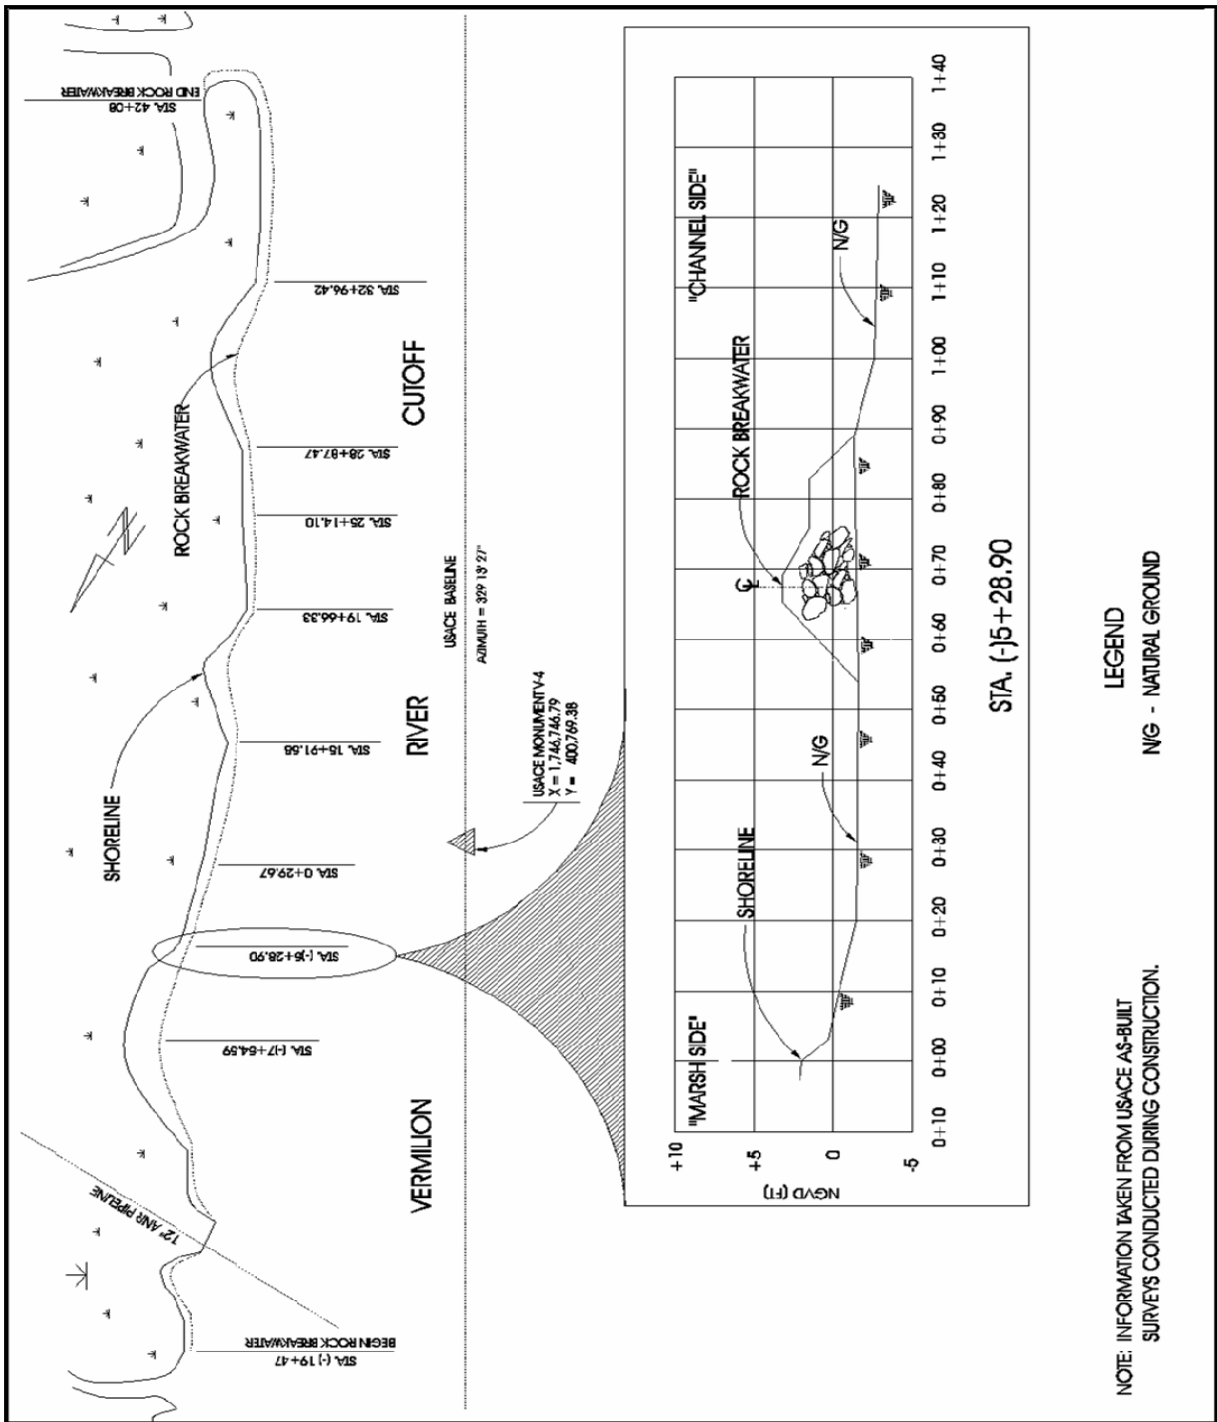 STA. 42+08
END ROCK BREAKWATER
STA. 32+96.42
ROCK BREAKWATER
STA. 28+87.47
STA. 25+14.10
STA. 19+66.33
SHORELINE
STA. 15+91.58
STA. 0+29.67
STA. (-)5+28.90
STA. (-)7+64.59
12" ANR PIPELINE
STA. (-) 19+47
BEGIN ROCK BREAKWATER
VERMILION
RIVER
CUTOFF
USACE BASELINE
AZIMUTH = 329 13' 27"
USACE MONUMENT V-4
X = 1,746,746.79
Y = 400,769.38
"MARSH SIDE"
"CHANNEL SIDE"
SHORELINE
N/G
ROCK BREAKWATER
N/G
CL
NGVD (FT)
+10
+5
0
-5
0+10
0+00
0+10
0+20
0+30
0+40
0+50
0+60
0+70
0+80
0+90
1+00
1+10
1+20
1+30
1+40
STA. (-)5+28.90
LEGEND
N/G - NATURAL GROUND
NOTE: INFORMATION TAKEN FROM USACE AS-BUILT
SURVEYS CONDUCTED DURING CONSTRUCTION.